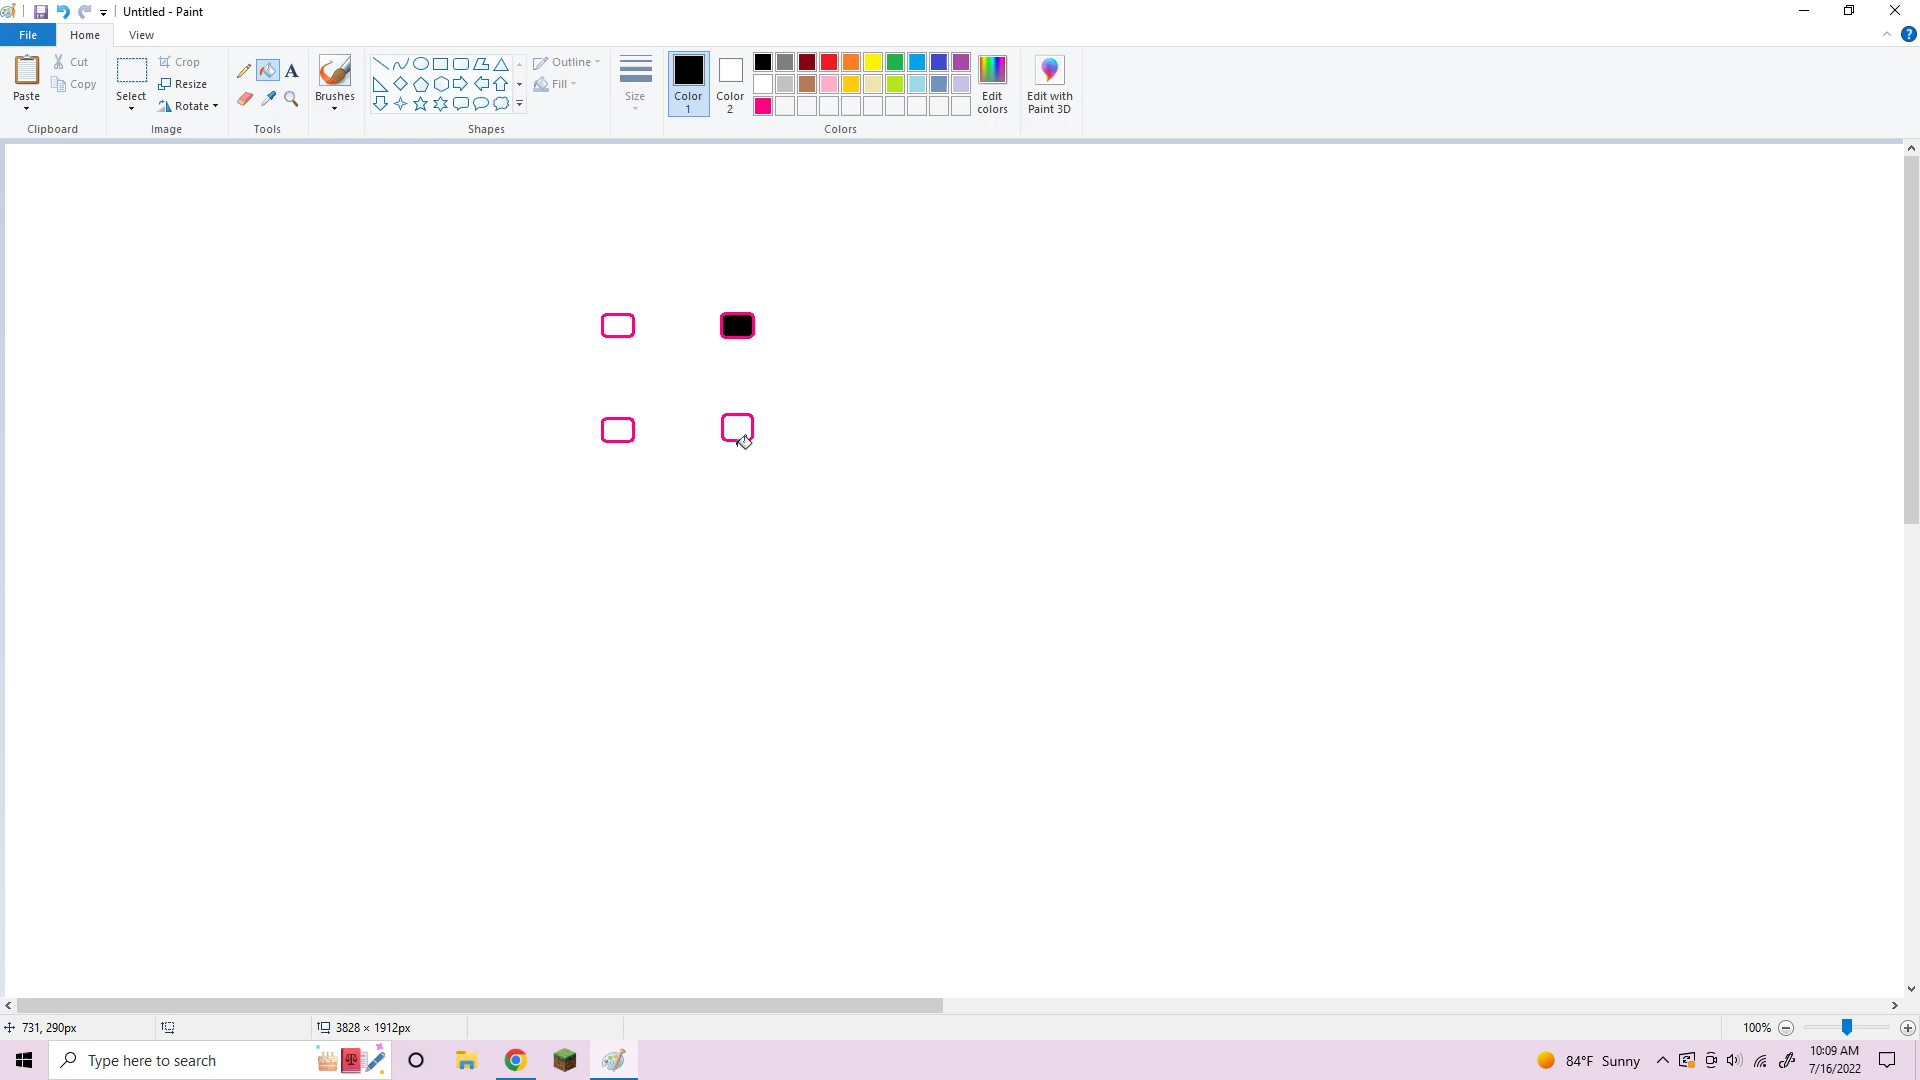 Untitled - Paint
File Home View
Paste
Cut
Copy
Clipboard
Select
Crop
Resize
Rotate
Image
A
Tools
Brushes
Outline
Fill
Shapes
Size
Color 1
Color 2
Edit colors
Colors
Edit with Paint 3D
731, 290px
3828 × 1912px
100%
Type here to search
84°F Sunny
10:09 AM
7/16/2022